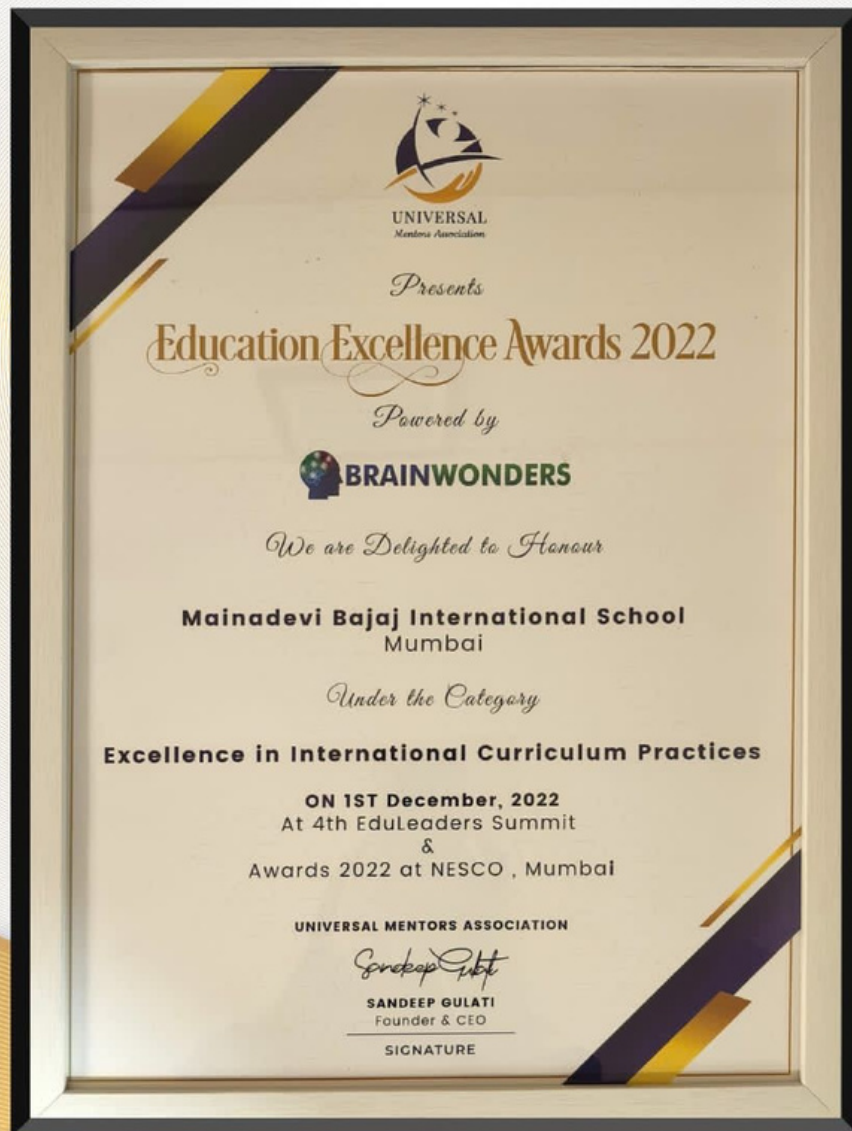 UNIVERSAL
Mentors Association
Presents
Education Excellence Awards 2022
Powered by
BRAINWONDERS
We are Delighted to Honour
Mainadevi Bajaj International School
Mumbai
Under the Category
Excellence in International Curriculum Practices
ON 1ST December, 2022
At 4th EduLeaders Summit
&
Awards 2022 at NESCO , Mumbai
UNIVERSAL MENTORS ASSOCIATION
Sandeep Gulati
SANDEEP GULATI
Founder & CEO
SIGNATURE